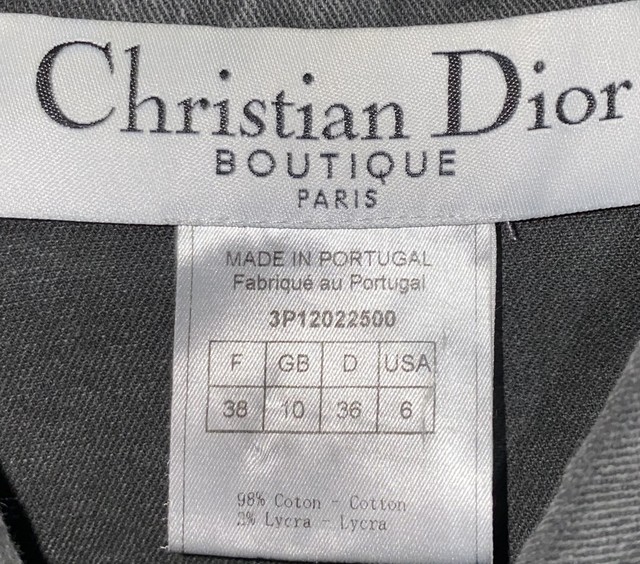 Christian Dior
BOUTIQUE
PARIS
MADE IN PORTUGAL
Fabriqué au Portugal
3P12022500
F GB D USA
38 10 36 6
98% Coton - Cotton
2% Lycra - Lycra